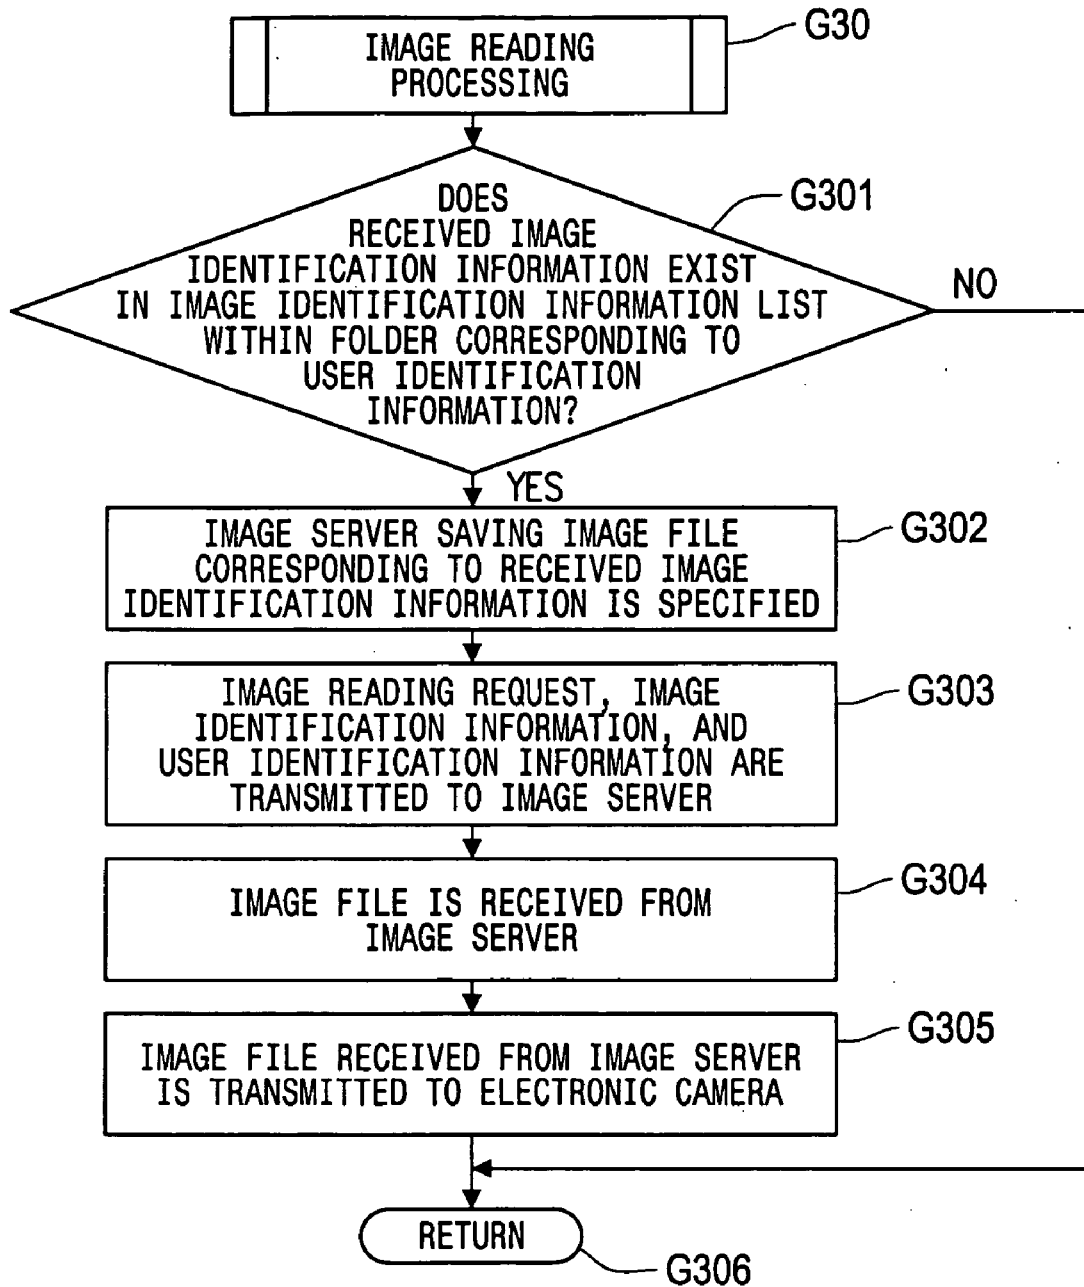 IMAGE READING
PROCESSING
G30
DOES
RECEIVED IMAGE
IDENTIFICATION INFORMATION EXIST
IN IMAGE IDENTIFICATION INFORMATION LIST
WITHIN FOLDER CORRESPONDING TO
USER IDENTIFICATION
INFORMATION?
G301
NO
YES
IMAGE SERVER SAVING IMAGE FILE
CORRESPONDING TO RECEIVED IMAGE
IDENTIFICATION INFORMATION IS SPECIFIED
G302
IMAGE READING REQUEST, IMAGE
IDENTIFICATION INFORMATION, AND
USER IDENTIFICATION INFORMATION ARE
TRANSMITTED TO IMAGE SERVER
G303
IMAGE FILE IS RECEIVED FROM
IMAGE SERVER
G304
IMAGE FILE RECEIVED FROM IMAGE SERVER
IS TRANSMITTED TO ELECTRONIC CAMERA
G305
RETURN
G306